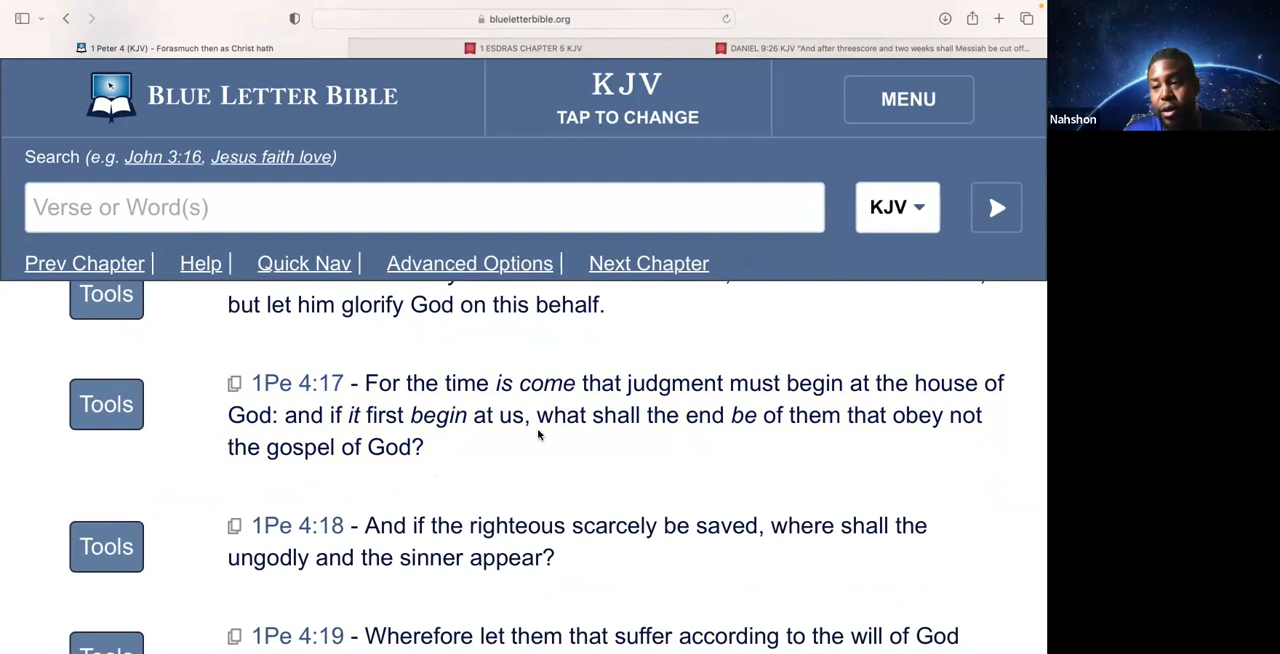 blueletterbible.org
1 Peter 4 (KJV) - Forasmuch then as Christ hath
1 ESDRAS CHAPTER 5 KJV
DANIEL 9:26 KJV "And after threescore and two weeks shall Messiah be cut off...
BLUE LETTER BIBLE
KJV
TAP TO CHANGE
MENU
Nahshon
Search (e.g. John 3:16, Jesus faith love)
Verse or Word(s)
KJV
Prev Chapter | Help | Quick Nav | Advanced Options | Next Chapter
Tools
but let him glorify God on this behalf.
Tools
1Pe 4:17 - For the time is come that judgment must begin at the house of
God: and if it first begin at us, what shall the end be of them that obey not
the gospel of God?
Tools
1Pe 4:18 - And if the righteous scarcely be saved, where shall the
ungodly and the sinner appear?
Tools
1Pe 4:19 - Wherefore let them that suffer according to the will of God